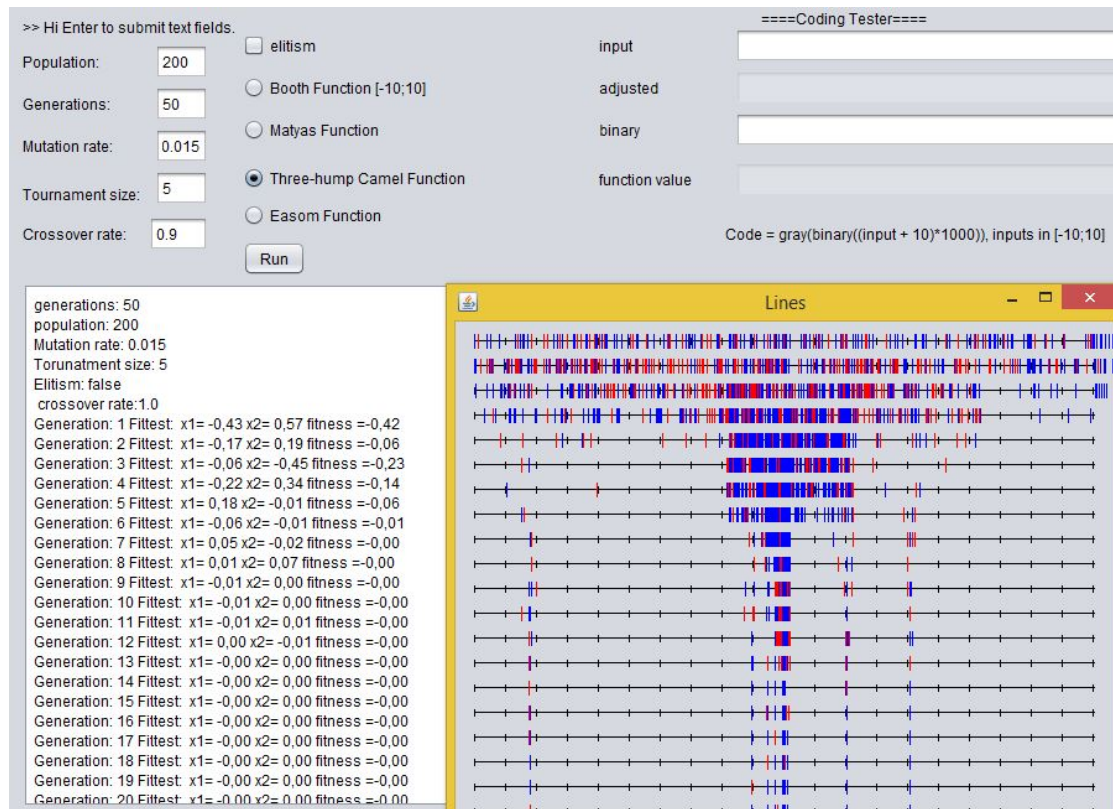 >> Hi Enter to submit text fields.
Population:
200
Generations:
50
Mutation rate:
0.015
Tournament size:
5
Crossover rate:
0.9
elitism
Booth Function [-10;10]
Matyas Function
Three-hump Camel Function
Easom Function
Run
====Coding Tester====
input
adjusted
binary
function value
Code = gray(binary((input + 10)*1000)), inputs in [-10;10]
generations: 50
population: 200
Mutation rate: 0.015
Torunatment size: 5
Elitism: false
crossover rate:1.0
Generation: 1 Fittest: x1= -0,43 x2= 0,57 fitness =-0,42
Generation: 2 Fittest: x1= -0,17 x2= 0,19 fitness =-0,06
Generation: 3 Fittest: x1= -0,06 x2= -0,45 fitness =-0,23
Generation: 4 Fittest: x1= -0,22 x2= 0,34 fitness =-0,14
Generation: 5 Fittest: x1= 0,18 x2= -0,01 fitness =-0,06
Generation: 6 Fittest: x1= -0,06 x2= -0,01 fitness =-0,01
Generation: 7 Fittest: x1= 0,05 x2= -0,02 fitness =-0,00
Generation: 8 Fittest: x1= 0,01 x2= 0,07 fitness =-0,00
Generation: 9 Fittest: x1= -0,01 x2= 0,00 fitness =-0,00
Generation: 10 Fittest: x1= -0,01 x2= 0,00 fitness =-0,00
Generation: 11 Fittest: x1= -0,01 x2= 0,01 fitness =-0,00
Generation: 12 Fittest: x1= 0,00 x2= -0,01 fitness =-0,00
Generation: 13 Fittest: x1= -0,00 x2= 0,00 fitness =-0,00
Generation: 14 Fittest: x1= -0,00 x2= 0,00 fitness =-0,00
Generation: 15 Fittest: x1= -0,00 x2= 0,00 fitness =-0,00
Generation: 16 Fittest: x1= -0,00 x2= 0,00 fitness =-0,00
Generation: 17 Fittest: x1= -0,00 x2= 0,00 fitness =-0,00
Generation: 18 Fittest: x1= -0,00 x2= 0,00 fitness =-0,00
Generation: 19 Fittest: x1= -0,00 x2= 0,00 fitness =-0,00
Generation: 20 Fittest: x1= -0,00 x2= 0,00 fitness =-0,00
Lines